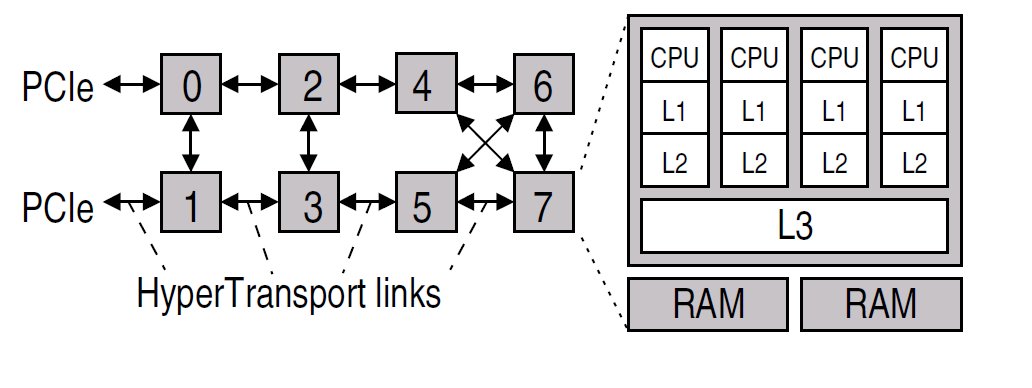 PCIe 0 2 4 6
PCIe 1 3 5 7
HyperTransport links
CPU CPU CPU CPU
L1 L1 L1 L1
L2 L2 L2 L2
L3
RAM RAM